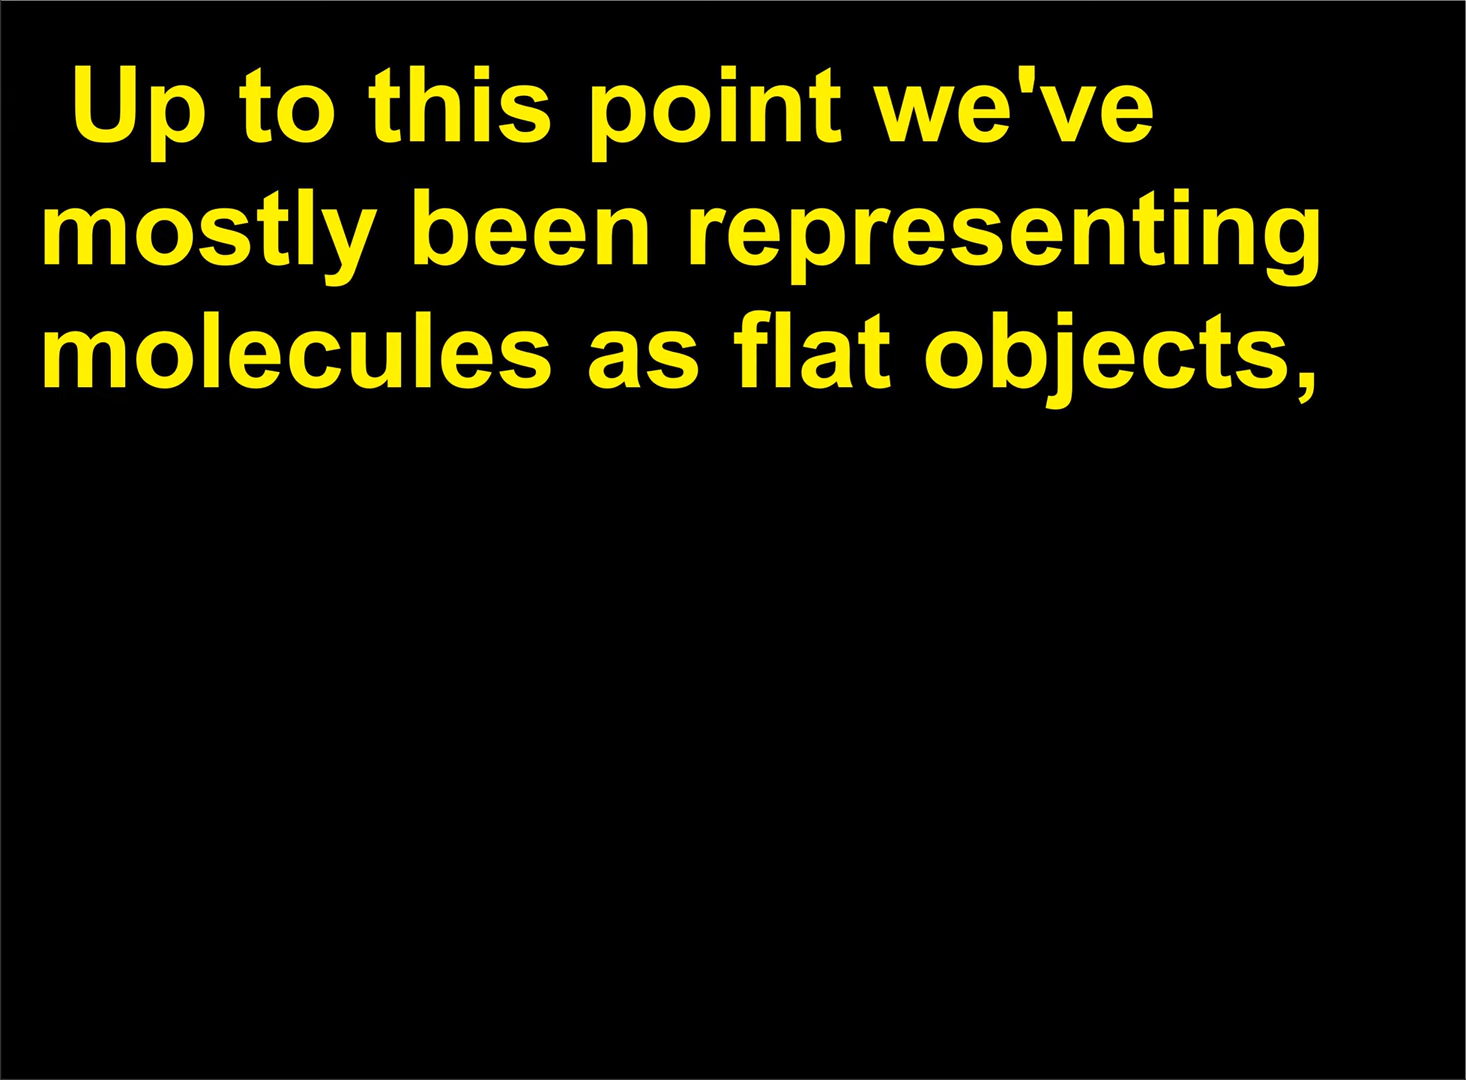 Up to this point we've
mostly been representing
molecules as flat objects,